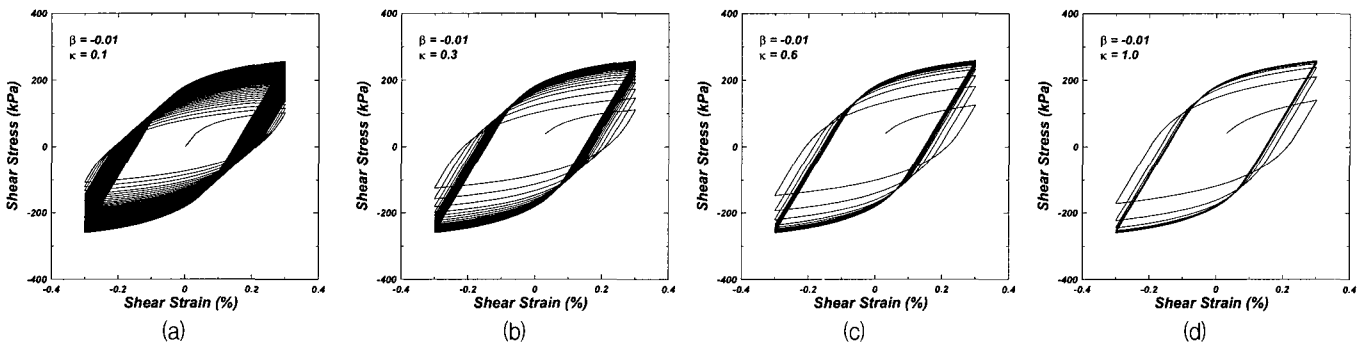 400
200
0
-200
-400
-0.4
-0.2
0
0.2
0.4
Shear Stress (kPa)
Shear Strain (%)
β = -0.01
κ = 0.1
(a)
400
200
0
-200
-400
-0.4
-0.2
0
0.2
0.4
Shear Stress (kPa)
Shear Strain (%)
β = -0.01
κ = 0.3
(b)
400
200
0
-200
-400
-0.4
-0.2
0
0.2
0.4
Shear Stress (kPa)
Shear Strain (%)
β = -0.01
κ = 0.6
(c)
400
200
0
-200
-400
-0.4
-0.2
0
0.2
0.4
Shear Stress (kPa)
Shear Strain (%)
β = -0.01
κ = 1.0
(d)